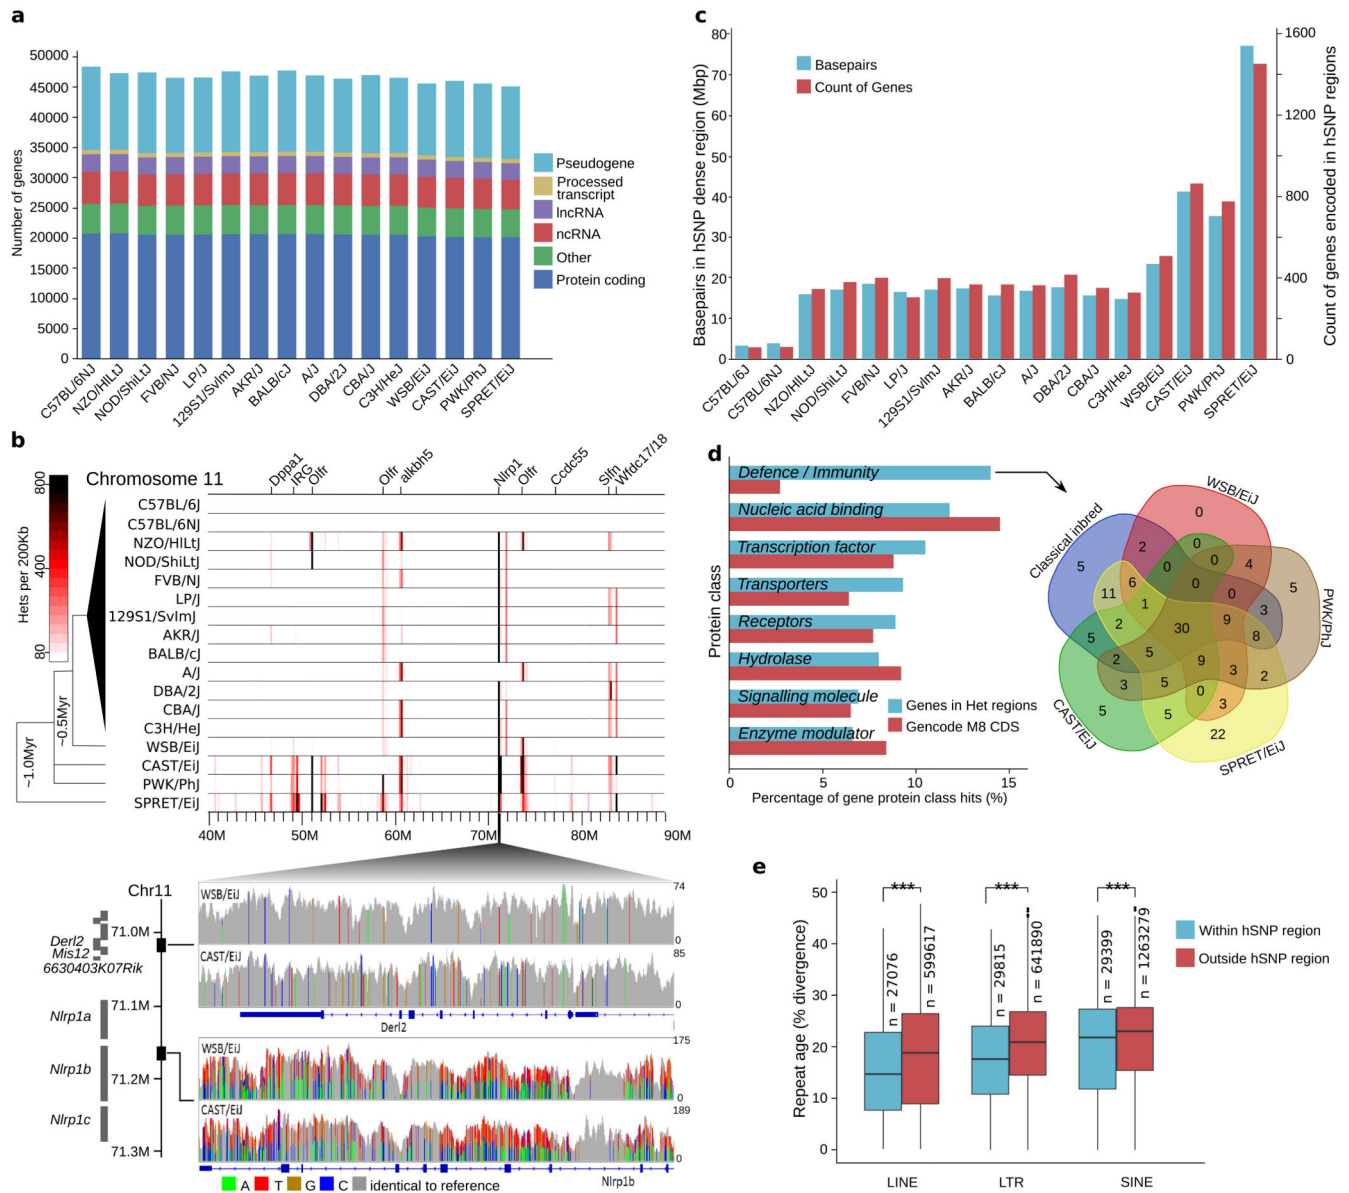 a
50000
45000
40000
35000
30000
25000
20000
15000
10000
5000
0
Number of genes
C57BL/6NJ
NZO/HILtJ
NOD/ShiLtJ
FVB/NJ
LP/J
129S1/SvImJ
AKR/J
BALB/cJ
A/J
DBA/2J
CBA/J
C3H/HeJ
WSB/EiJ
CAST/EiJ
PWK/PhJ
SPRET/EiJ
Pseudogene
Processed
transcript
lncRNA
ncRNA
Other
Protein coding
c
80
70
60
50
40
30
20
10
0
Basepairs in hSNP dense region (Mbp)
Basepairs
Count of Genes
1600
1200
800
400
0
Count of genes encoded in hSNP regions
C57BL/6J
C57BL/6NJ
NZO/HILtJ
NOD/ShiLtJ
FVB/NJ
LP/J
129S1/SvImJ
AKR/J
BALB/cJ
A/J
DBA/2J
CBA/J
C3H/HeJ
WSB/EiJ
CAST/EiJ
PWK/PhJ
SPRET/EiJ
b
800
400
80
Hets per 200Kb
Chromosome 11
Dppa1
IRG
Olfr
Olfr
alkbh5
Nlrp1
Olfr
Ccdc55
Slfn
Wfdc17/18
C57BL/6J
C57BL/6NJ
NZO/HILtJ
NOD/ShiLtJ
FVB/NJ
LP/J
129S1/SvImJ
AKR/J
BALB/cJ
A/J
DBA/2J
CBA/J
C3H/HeJ
WSB/EiJ
CAST/EiJ
PWK/PhJ
SPRET/EiJ
~0.5Myr
~1.0Myr
40M
50M
60M
70M
80M
90M
Chr11
71.0M
71.1M
71.2M
71.3M
Derl2
Mis12
6630403K07Rik
Nlrp1a
Nlrp1b
Nlrp1c
WSB/EiJ
74
0
CAST/EiJ
85
0
Derl2
WSB/EiJ
175
0
CAST/EiJ
189
0
Nlrp1b
A
T
G
C
identical to reference
d
Protein class
Defence / Immunity
Nucleic acid binding
Transcription factor
Transporters
Receptors
Hydrolase
Signalling molecule
Enzyme modulator
Genes in Het regions
Gencode M8 CDS
0
5
10
15
Percentage of gene protein class hits (%)
Classical inbred
WSB/EiJ
PWK/PhJ
SPRET/EiJ
CAST/EiJ
0
2
0
0
4
5
5
0
0
0
3
11
6
1
30
9
8
2
5
2
5
9
3
2
3
5
0
3
5
5
22
e
50
40
30
20
10
0
Repeat age (% divergence)
***
***
***
n = 27076
n = 599617
n = 29815
n = 641890
n = 29399
n = 1263279
LINE
LTR
SINE
Within hSNP region
Outside hSNP region